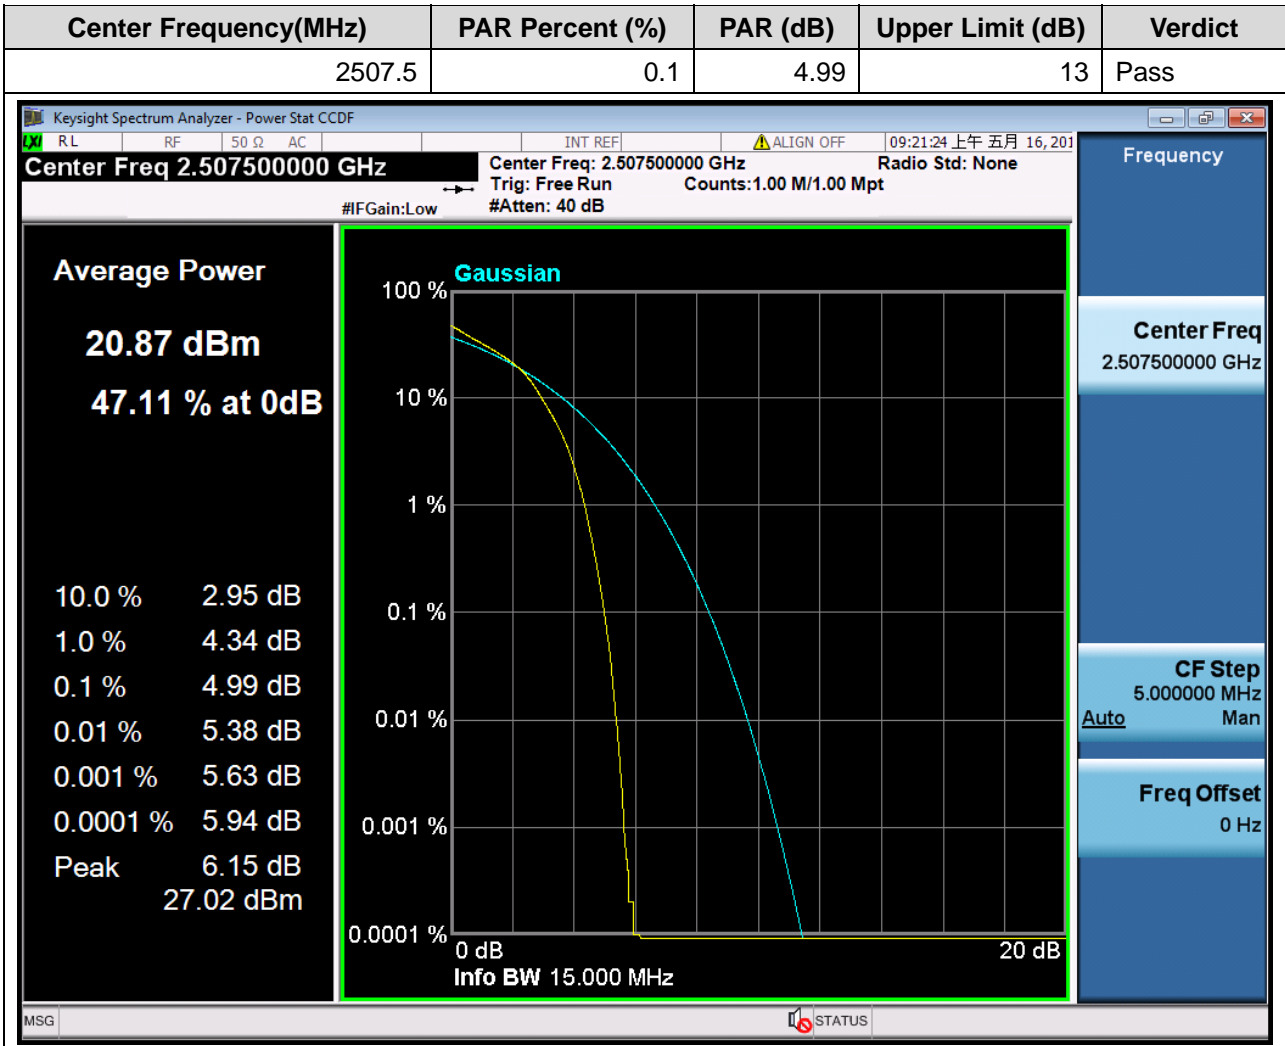 Center Frequency(MHz) PAR Percent (%) PAR (dB) Upper Limit (dB) Verdict
2507.5 0.1 4.99 13 Pass
Keysight Spectrum Analyzer - Power Stat CCDF
LXI RL RF 50 Ω AC INT REF ALIGN OFF 09:21:24 上午 五月 16, 201
Center Freq 2.507500000 GHz
Center Freq: 2.507500000 GHz Radio Std: None
Trig: Free Run Counts:1.00 M/1.00 Mpt
#IFGain:Low #Atten: 40 dB
Frequency
Average Power
20.87 dBm
47.11 % at 0dB
10.0 % 2.95 dB
1.0 % 4.34 dB
0.1 % 4.99 dB
0.01 % 5.38 dB
0.001 % 5.63 dB
0.0001 % 5.94 dB
Peak 6.15 dB
27.02 dBm
Gaussian
100 %
10 %
1 %
0.1 %
0.01 %
0.001 %
0.0001 %
0 dB 20 dB
Info BW 15.000 MHz
Center Freq
2.507500000 GHz
CF Step
5.000000 MHz
Auto Man
Freq Offset
0 Hz
MSG STATUS